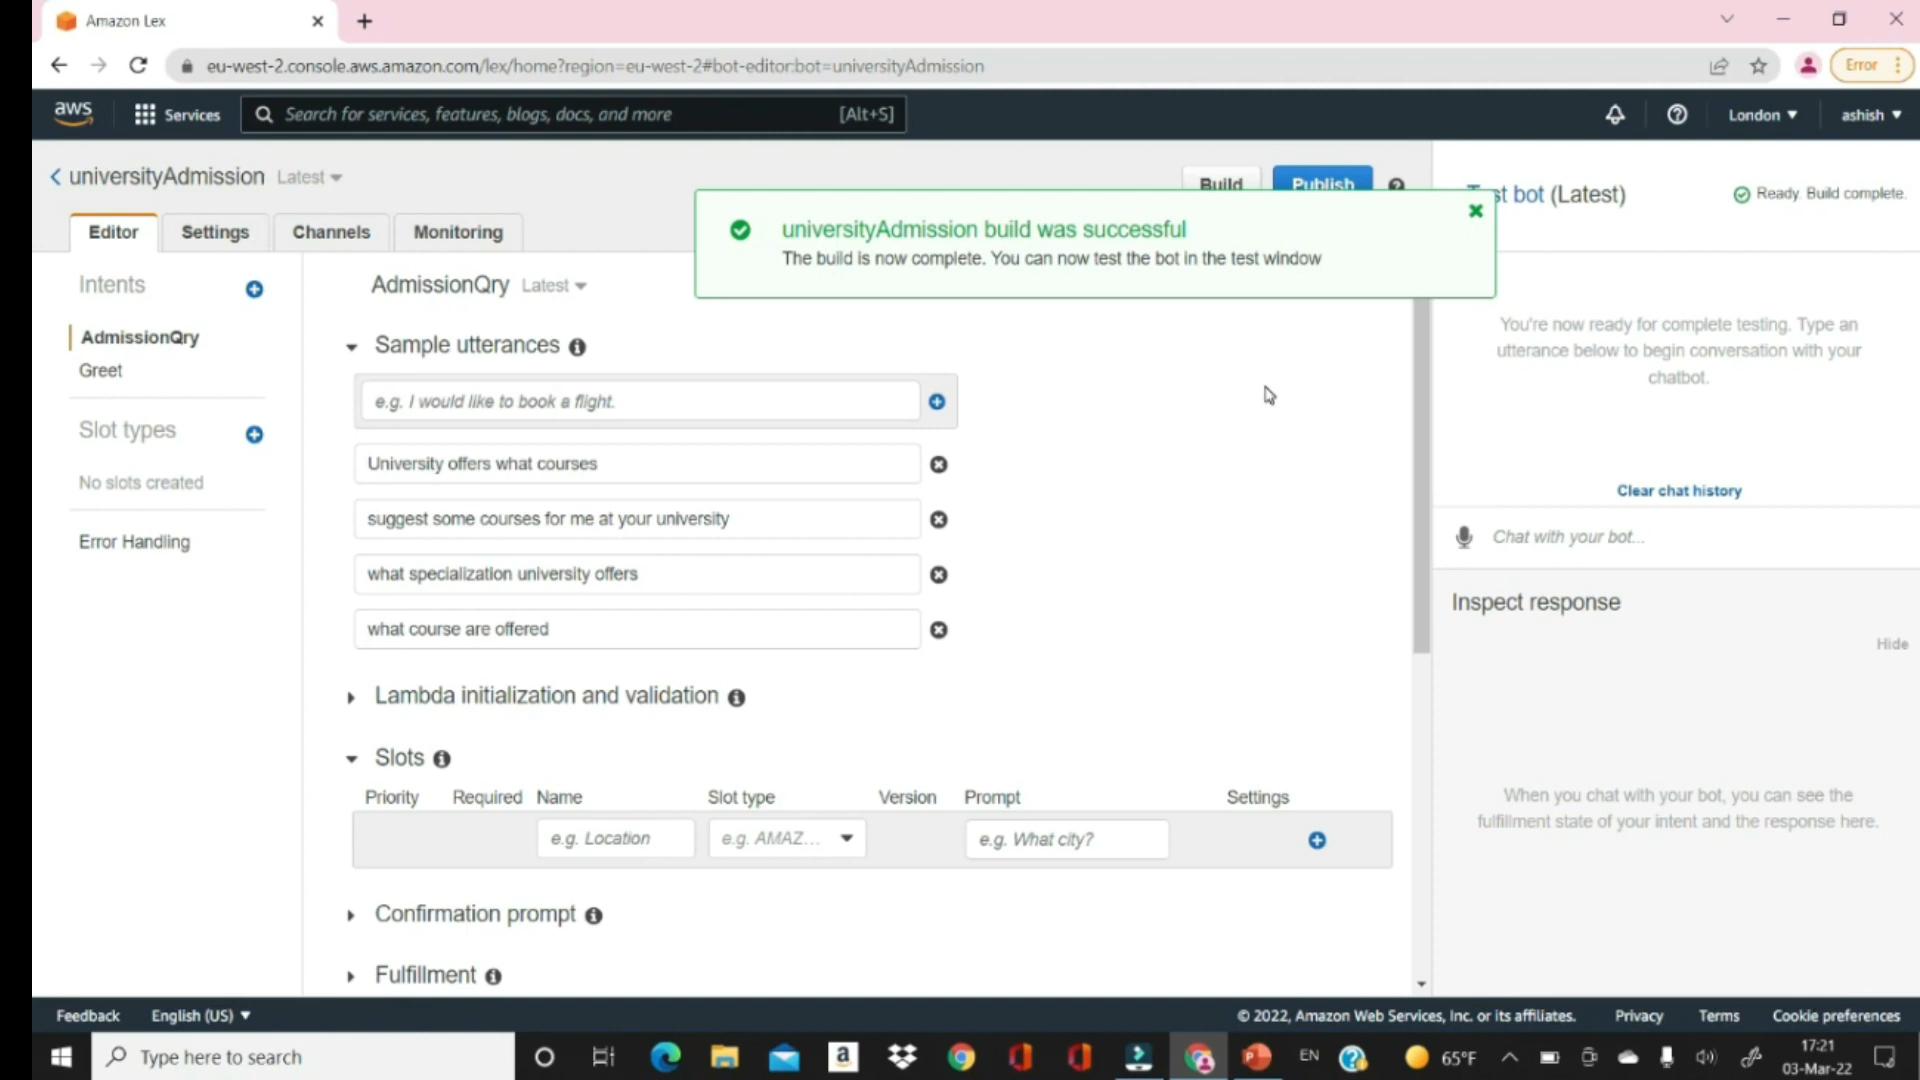 Amazon Lex
eu-west-2.console.aws.amazon.com/lex/home?region=eu-west-2#bot-editor:bot=universityAdmission
Error
aws
Services
Search for services, features, blogs, docs, and more
[Alt+S]
London
ashish
universityAdmission Latest
Build
Publish
st bot (Latest)
Ready. Build complete.
universityAdmission build was successful
The build is now complete. You can now test the bot in the test window
Editor
Settings
Channels
Monitoring
Intents
AdmissionQry
Greet
Slot types
No slots created
Error Handling
AdmissionQry Latest
Sample utterances
e.g. I would like to book a flight.
University offers what courses
suggest some courses for me at your university
what specialization university offers
what course are offered
Lambda initialization and validation
Slots
Priority Required Name Slot type Version Prompt Settings
e.g. Location e.g. AMAZ... e.g. What city?
Confirmation prompt
Fulfillment
You're now ready for complete testing. Type an
utterance below to begin conversation with your
chatbot.
Clear chat history
Chat with your bot...
Inspect response
Hide
When you chat with your bot, you can see the
fulfillment state of your intent and the response here.
Feedback English (US)
© 2022, Amazon Web Services, Inc. or its affiliates. Privacy Terms Cookie preferences
Type here to search
EN
65°F
17:21
03-Mar-22